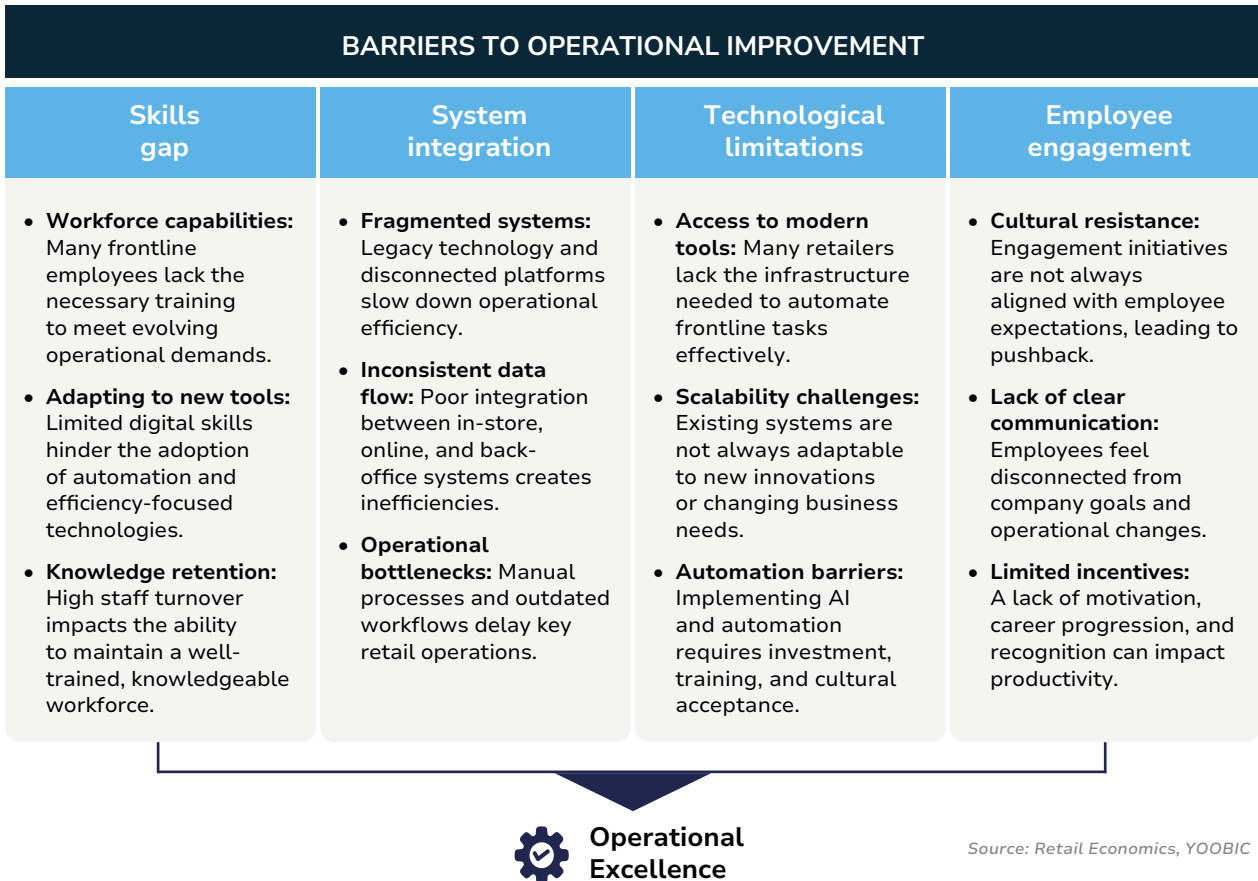 BARRIERS TO OPERATIONAL IMPROVEMENT
Skills
gap
• Workforce capabilities:
Many frontline
employees lack the
necessary training
to meet evolving
operational demands.
• Adapting to new tools:
Limited digital skills
hinder the adoption
of automation and
efficiency-focused
technologies.
• Knowledge retention:
High staff turnover
impacts the ability
to maintain a well-
trained, knowledgeable
workforce.
System
integration
• Fragmented systems:
Legacy technology and
disconnected platforms
slow down operational
efficiency.
• Inconsistent data
flow: Poor integration
between in-store,
online, and back-
office systems creates
inefficiencies.
• Operational
bottlenecks: Manual
processes and outdated
workflows delay key
retail operations.
Technological
limitations
• Access to modern
tools: Many retailers
lack the infrastructure
needed to automate
frontline tasks
effectively.
• Scalability challenges:
Existing systems are
not always adaptable
to new innovations
or changing business
needs.
• Automation barriers:
Implementing AI
and automation
requires investment,
training, and cultural
acceptance.
Employee
engagement
• Cultural resistance:
Engagement initiatives
are not always
aligned with employee
expectations, leading to
pushback.
• Lack of clear
communication:
Employees feel
disconnected from
company goals and
operational changes.
• Limited incentives:
A lack of motivation,
career progression, and
recognition can impact
productivity.
Operational
Excellence
Source: Retail Economics, YOOBIC